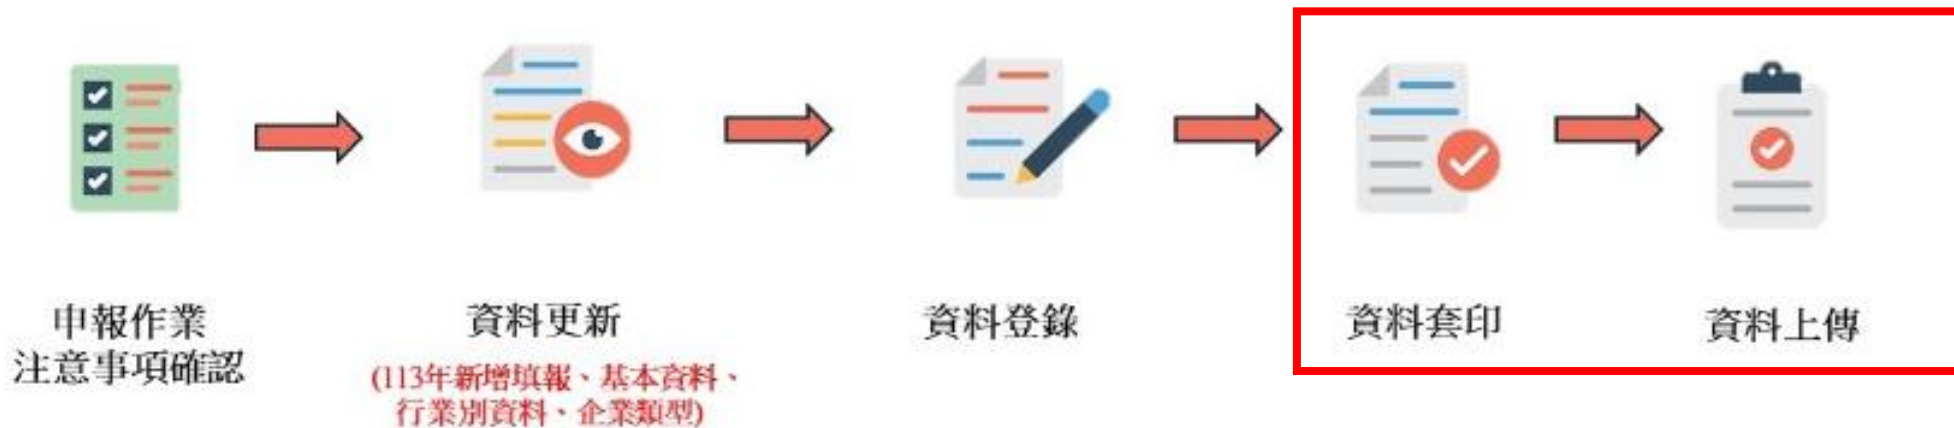 申報作業
注意事項確認
資料更新
(113年新增填報、基本資料、
行業別資料、企業類型)
資料登錄
資料套印
資料上傳